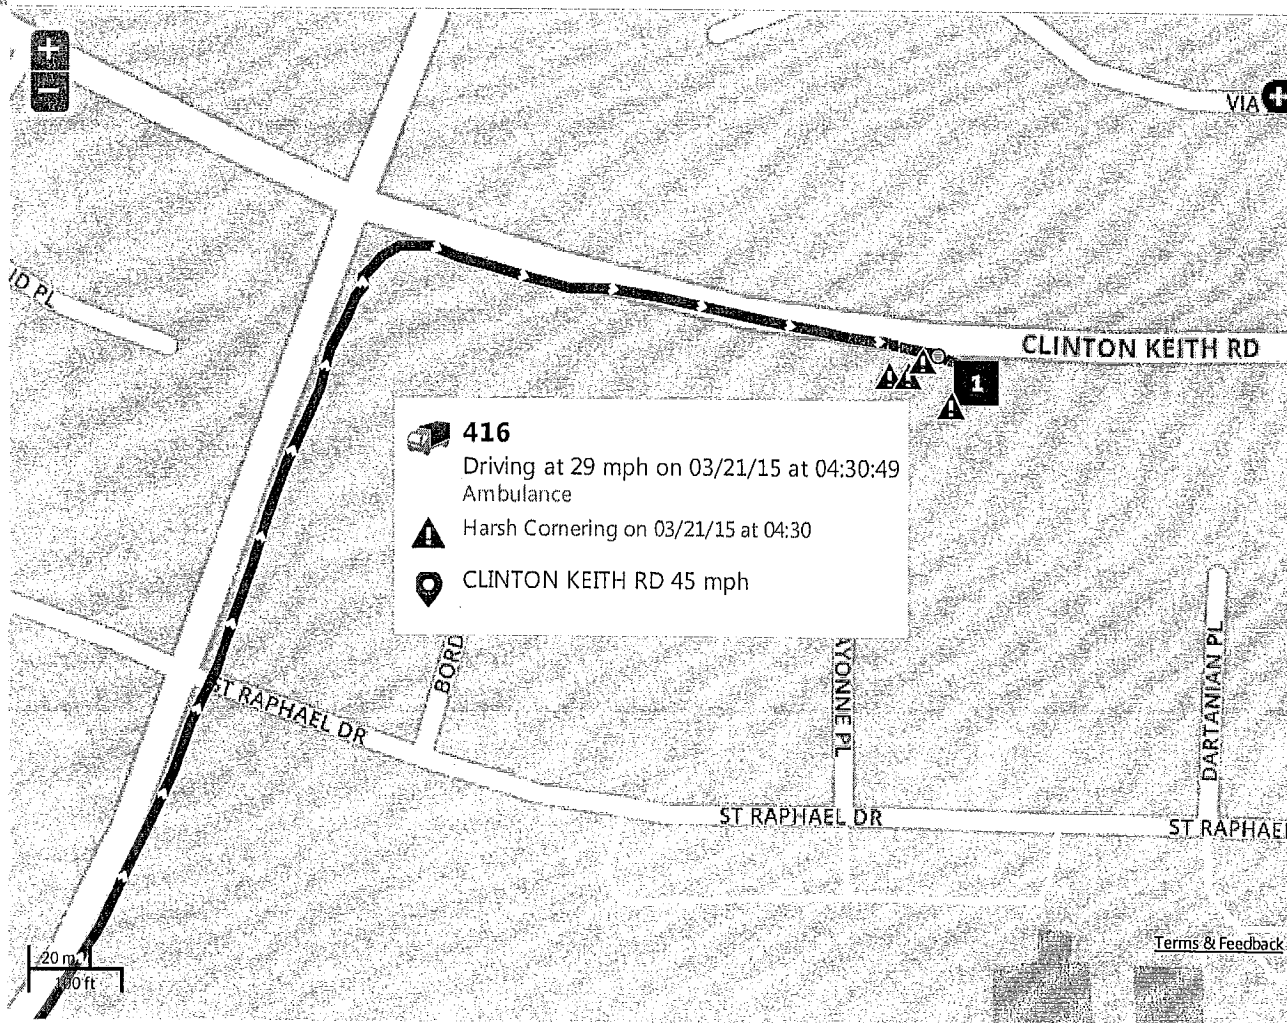 +
−
VIA
ID PL
CLINTON KEITH RD
1
416
Driving at 29 mph on 03/21/15 at 04:30:49
Ambulance
Harsh Cornering on 03/21/15 at 04:30
CLINTON KEITH RD 45 mph
BORD
AYONNE PL
DARTANIAN PL
ST RAPHAEL DR
ST RAPHAEL DR
ST RAPHAEL
Terms & Feedback
20 m
100 ft